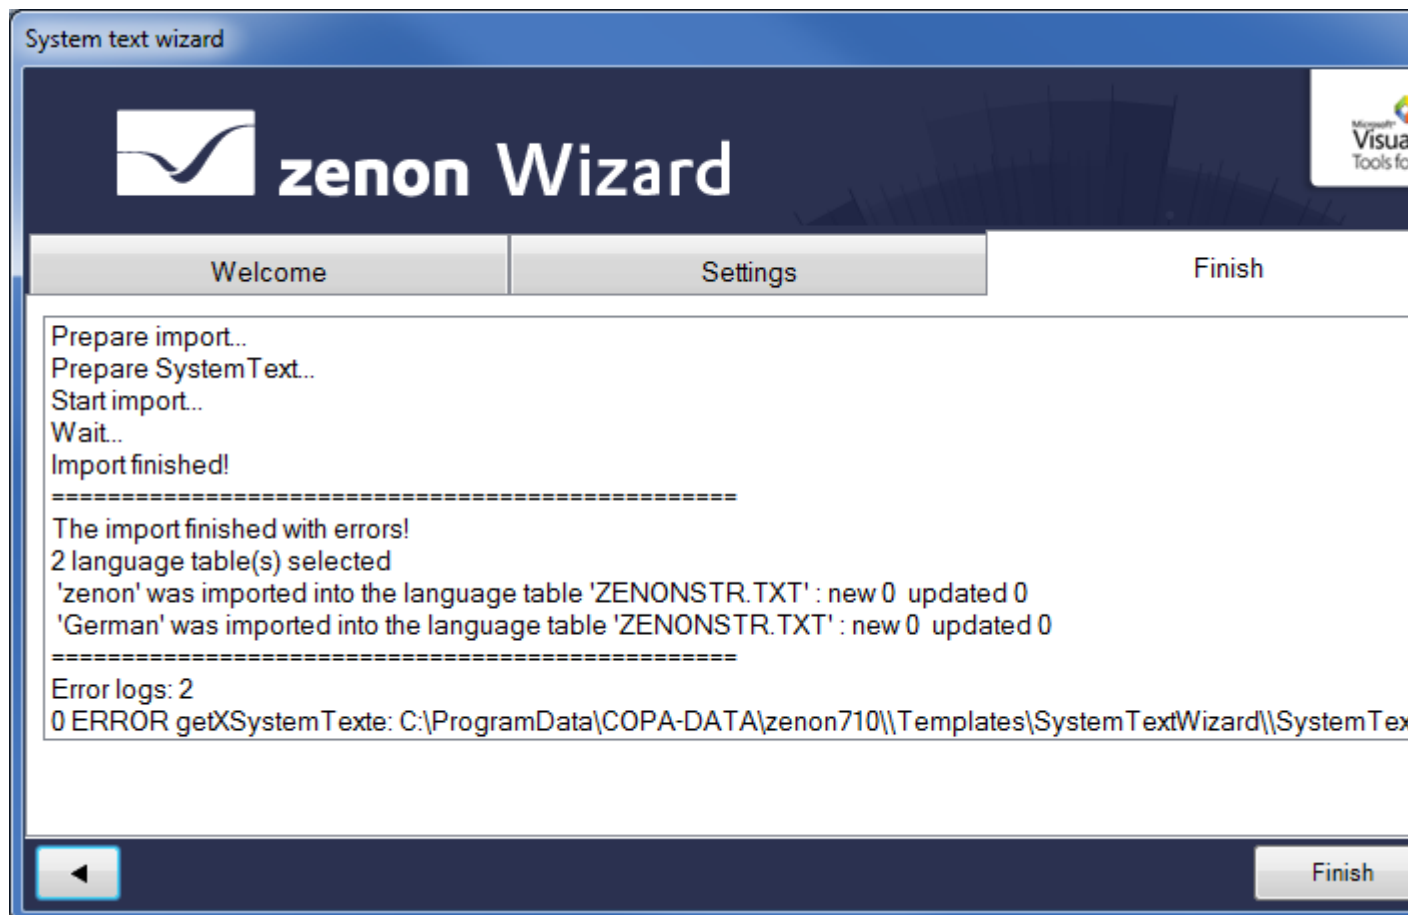 System text wizard
zenon Wizard
Microsoft
Tools for
Welcome
Settings
Finish
Prepare import...
Prepare SystemText...
Start import...
Wait...
Import finished!
=================================================
The import finished with errors!
2 language table(s) selected
'zenon' was imported into the language table 'ZENONSTR.TXT' : new 0 updated 0
'German' was imported into the language table 'ZENONSTR.TXT' : new 0 updated 0
=================================================
Error logs: 2
0 ERROR getXSystemTexte: C:\ProgramData\COPA-DATA\zenon710\\Templates\SystemTextWizard\\SystemTex
Finish